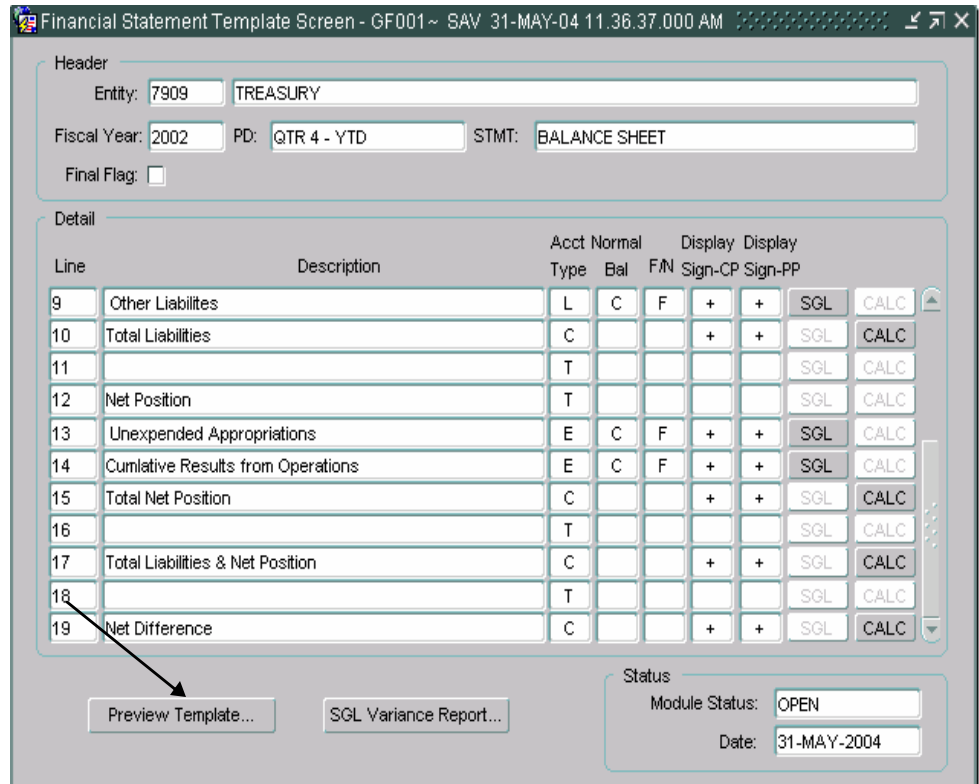 Financial Statement Template Screen - GF001~ SAV 31-MAY-04 11.36.37.000 AM
Header
Entity: 7909 TREASURY
Fiscal Year: 2002 PD: QTR 4 - YTD STMT: BALANCE SHEET
Final Flag:
Detail
Acct Normal Display Display
Line Description Type Bal F/N Sign-CP Sign-PP
9 Other Liabilites L C F + + SGL CALC
10 Total Liabilities C + + SGL CALC
11 T SGL CALC
12 Net Position T SGL CALC
13 Unexpended Appropriations E C F + + SGL CALC
14 Cumlative Results from Operations E C F + + SGL CALC
15 Total Net Position C + + SGL CALC
16 T SGL CALC
17 Total Liabilities & Net Position C + + SGL CALC
18 T SGL CALC
19 Net Difference C + + SGL CALC
Status
Preview Template... SGL Variance Report... Module Status: OPEN
Date: 31-MAY-2004